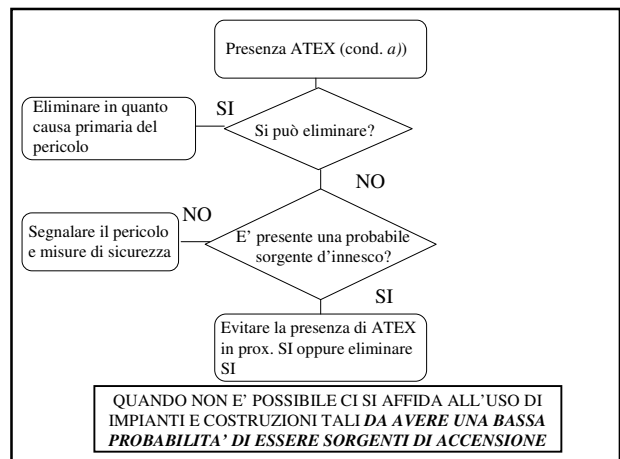 Presenza ATEX (cond. a))
Eliminare in quanto
causa primaria del
pericolo
SI
Si può eliminare?
NO
Segnalare il pericolo
e misure di sicurezza
NO
E’ presente una probabile
sorgente d’innesco?
SI
Evitare la presenza di ATEX
in prox. SI oppure eliminare
SI
QUANDO NON E’ POSSIBILE CI SI AFFIDA ALL’USO DI
IMPIANTI E COSTRUZIONI TALI DA AVERE UNA BASSA
PROBABILITA’ DI ESSERE SORGENTI DI ACCENSIONE